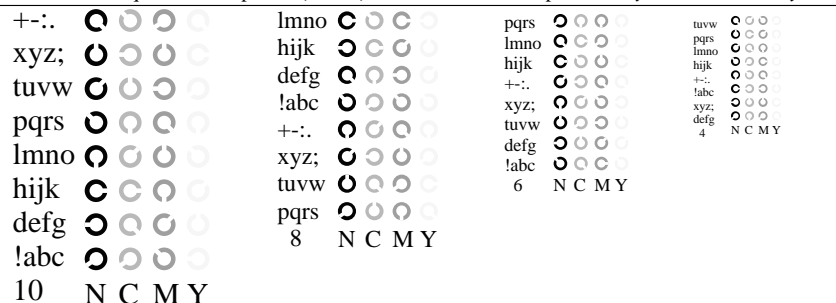 +-:.
xyz;
tuvw
pqrs
lmno
hijk
defg
!abc
10 N C M Y
lmno
hijk
defg
!abc
+-:.
xyz;
tuvw
pqrs
8 N C M Y
pqrs
lmno
hijk
+-:.
xyz;
tuvw
defg
!abc
6 N C M Y
tuvw
pqrs
lmno
hijk
+-:.
!abc
xyz;
defg
4 N C M Y